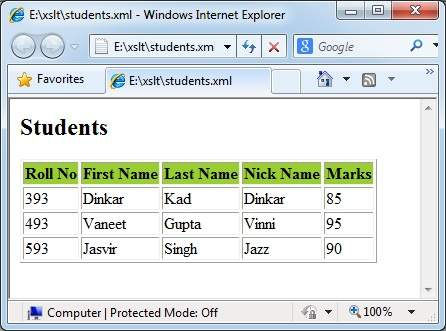 E:\xslt\students.xml - Windows Internet Explorer
E:\xslt\students.xm Google
Favorites E:\xslt\students.xml
Students
Roll No First Name Last Name Nick Name Marks
393 Dinkar Kad Dinkar 85
493 Vaneet Gupta Vinni 95
593 Jasvir Singh Jazz 90
Computer | Protected Mode: Off 100%